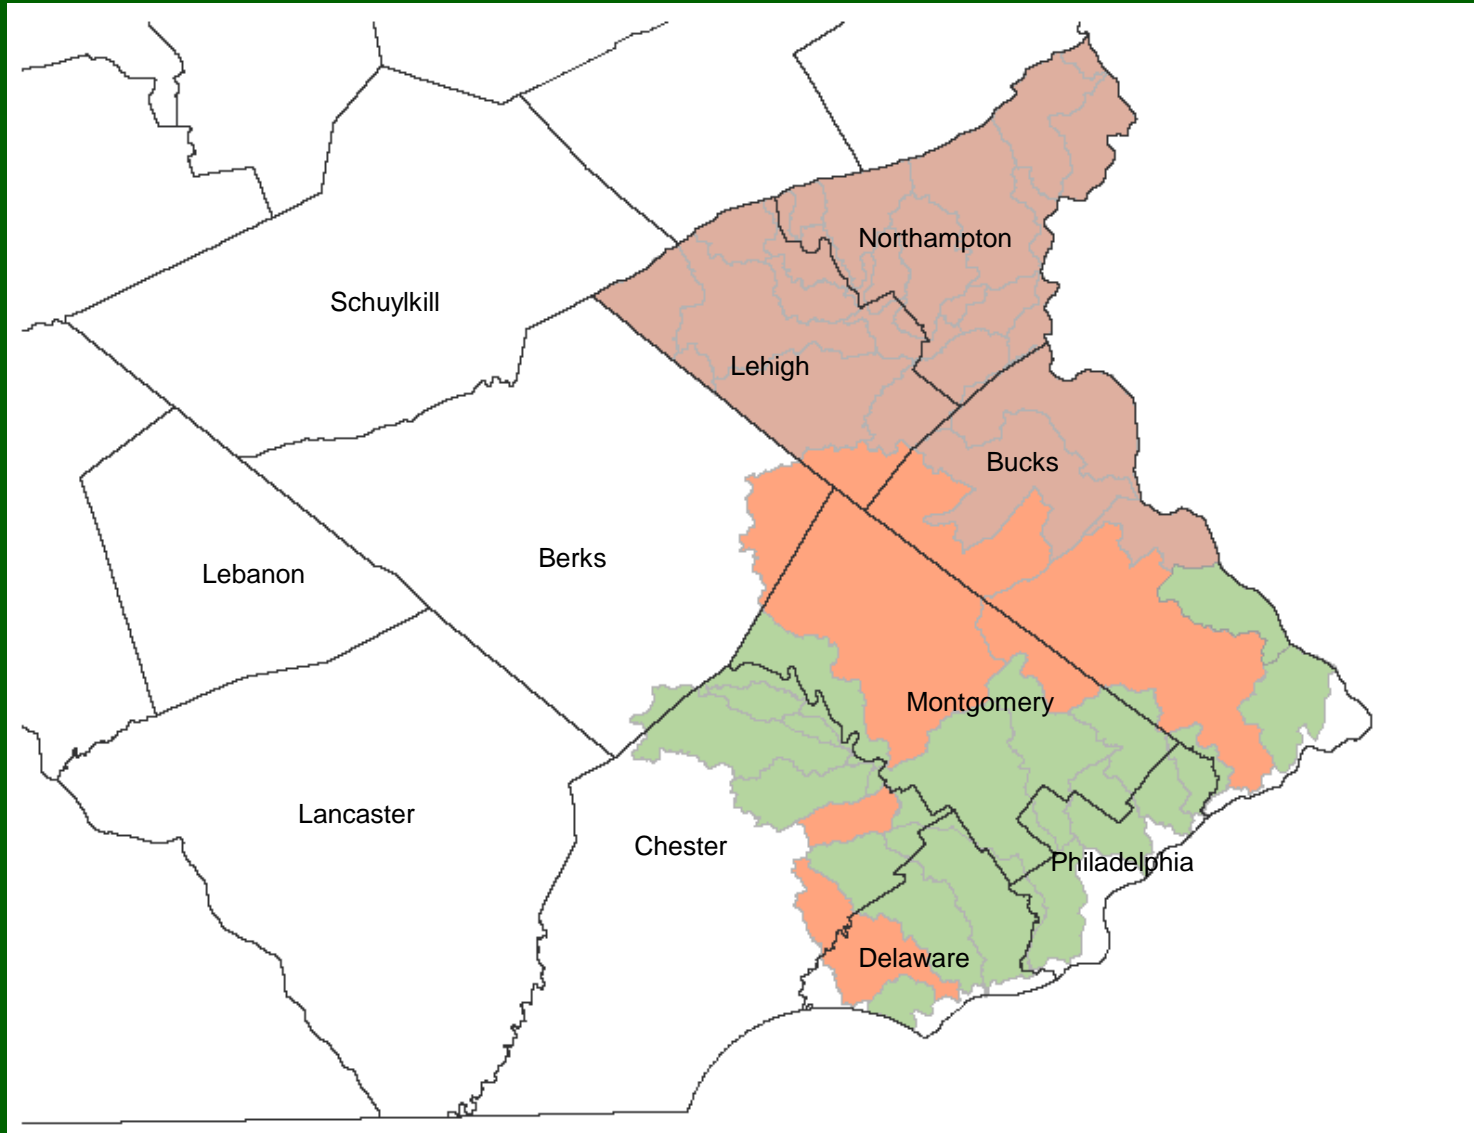 Northampton
Schuylkill
Lehigh
Bucks
Berks
Lebanon
Montgomery
Lancaster
Chester
Philadelphia
Delaware